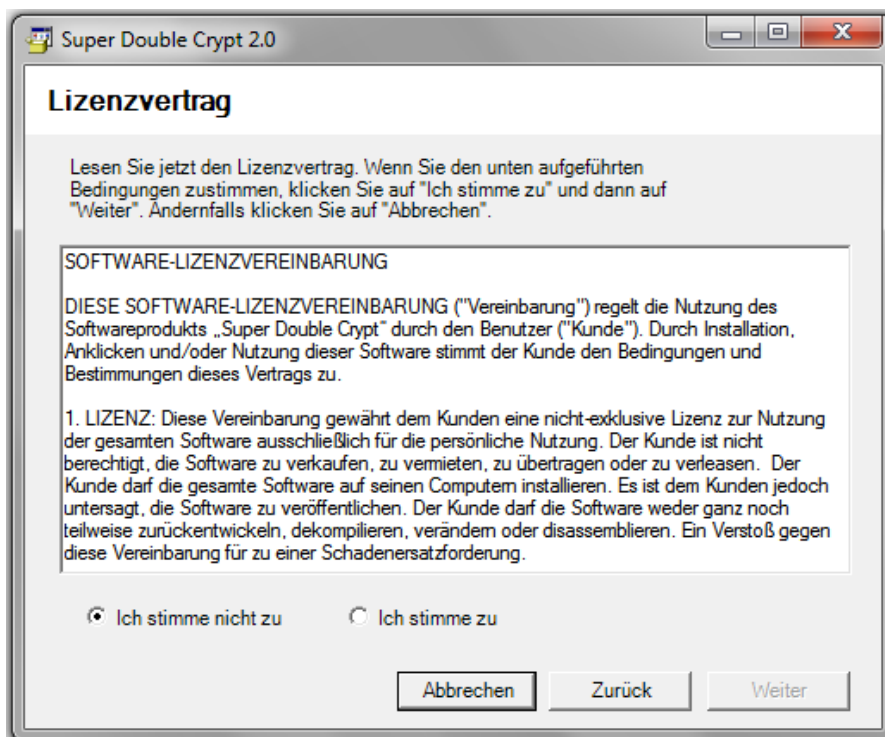 Super Double Crypt 2.0
Lizenzvertrag
Lesen Sie jetzt den Lizenzvertrag. Wenn Sie den unten aufgeführten
Bedingungen zustimmen, klicken Sie auf "Ich stimme zu" und dann auf
"Weiter". Andernfalls klicken Sie auf "Abbrechen".
SOFTWARE-LIZENZVEREINBARUNG
DIESE SOFTWARE-LIZENZVEREINBARUNG ("Vereinbarung") regelt die Nutzung des
Softwareprodukts „Super Double Crypt“ durch den Benutzer ("Kunde"). Durch Installation,
Anklicken und/oder Nutzung dieser Software stimmt der Kunde den Bedingungen und
Bestimmungen dieses Vertrags zu.
1. LIZENZ: Diese Vereinbarung gewährt dem Kunden eine nicht-exklusive Lizenz zur Nutzung
der gesamten Software ausschließlich für die persönliche Nutzung. Der Kunde ist nicht
berechtigt, die Software zu verkaufen, zu vermieten, zu übertragen oder zu verleasen. Der
Kunde darf die gesamte Software auf seinen Computern installieren. Es ist dem Kunden jedoch
untersagt, die Software zu veröffentlichen. Der Kunde darf die Software weder ganz noch
teilweise zurückentwickeln, dekompilieren, verändern oder disassemblieren. Ein Verstoß gegen
diese Vereinbarung für zu einer Schadenersatzforderung.
Ich stimme nicht zu Ich stimme zu
Abbrechen Zurück Weiter